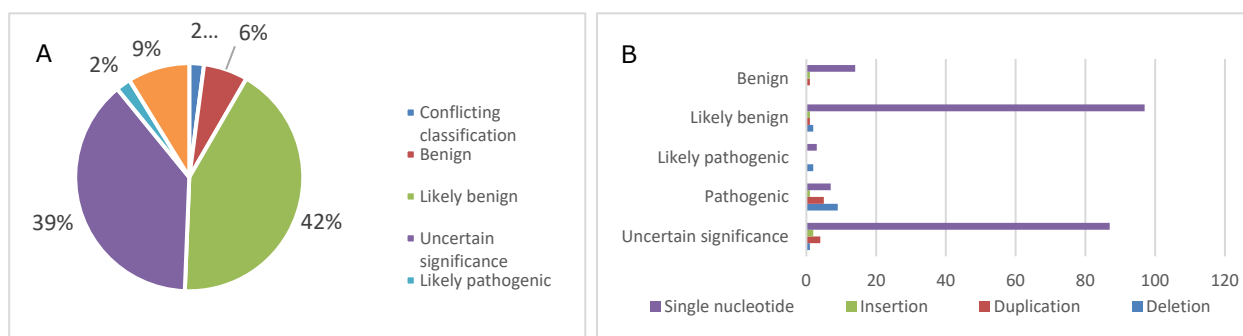 A
2...
6%
9%
2%
39%
42%
Conflicting
classification
Benign
Likely benign
Uncertain
significance
Likely pathogenic
B
Benign
Likely benign
Likely pathogenic
Pathogenic
Uncertain significance
0 20 40 60 80 100 120
Single nucleotide Insertion Duplication Deletion